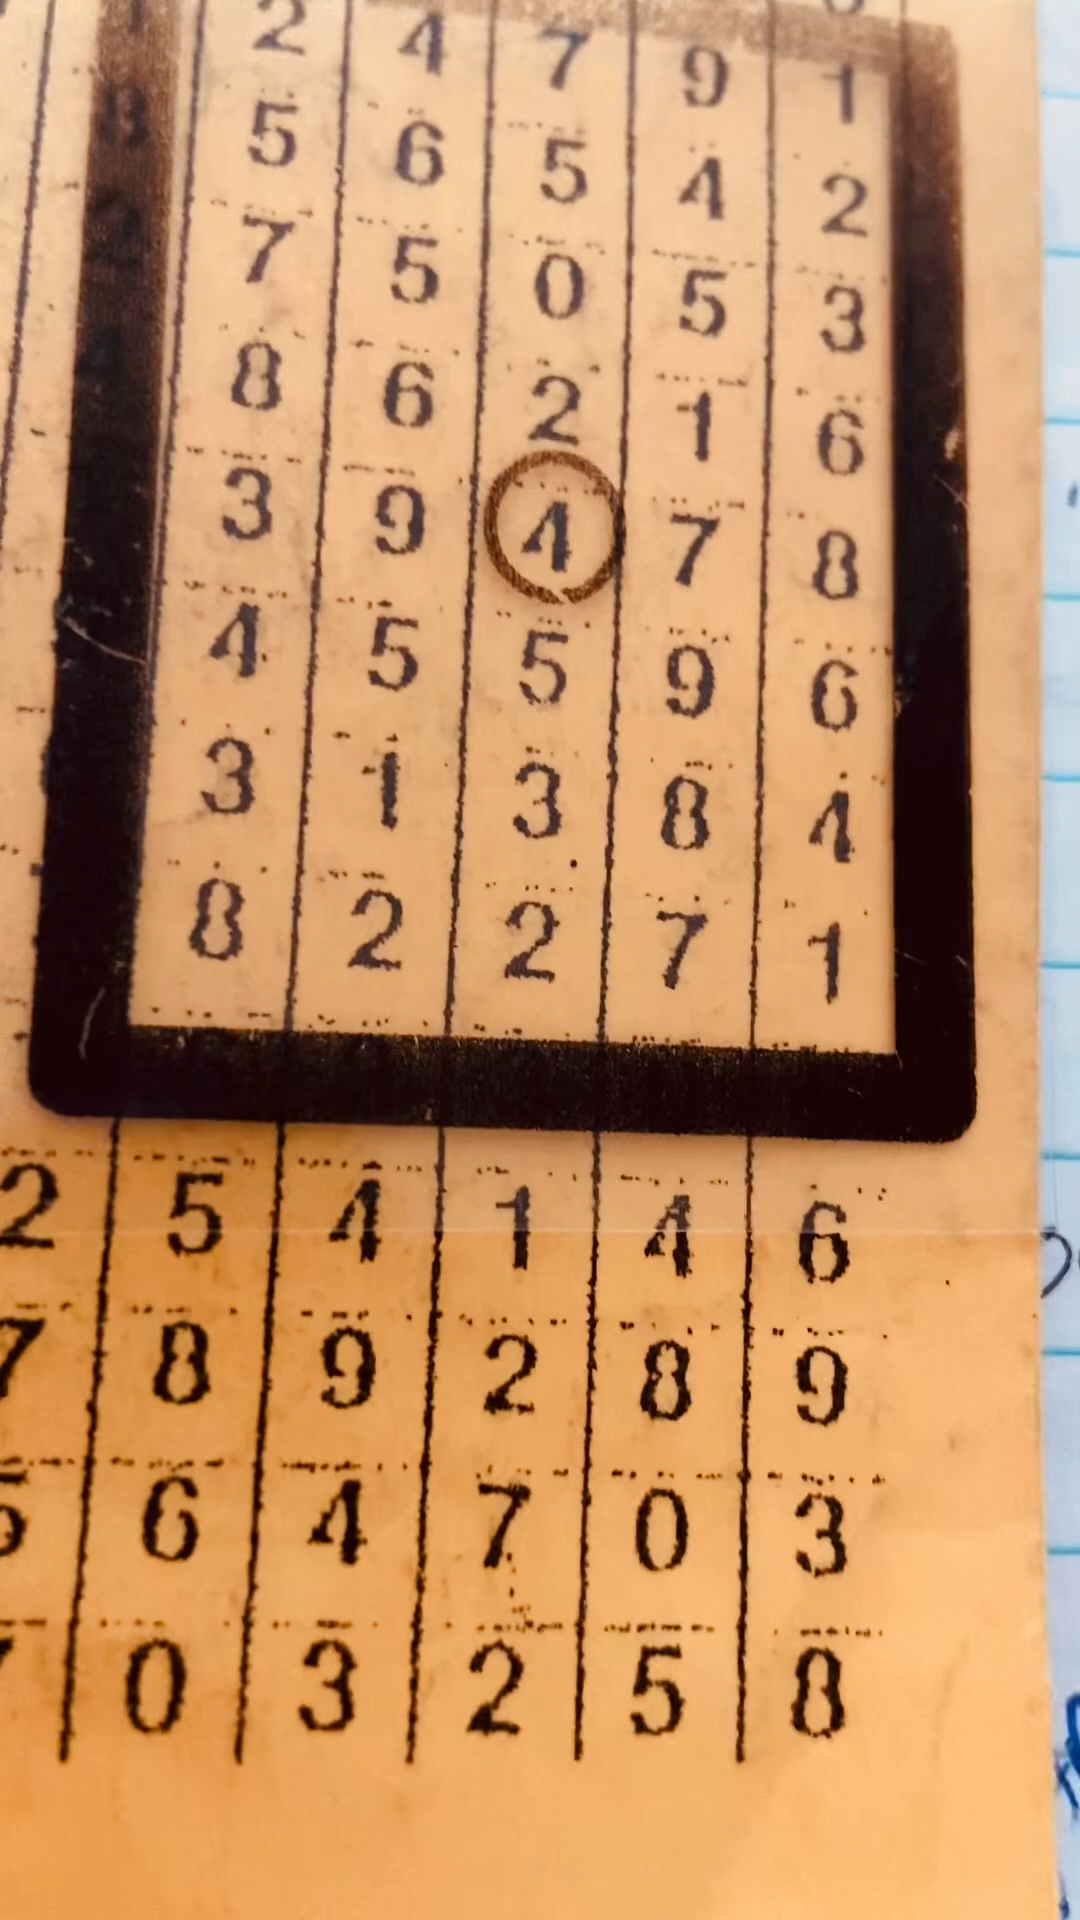 2 4 7 9 1
5 6 5 4 2
7 5 0 5 3
8 6 2 1 6
3 9 4 7 8
4 5 5 9 6
3 1 3 8 4
8 2 2 7 1
2 5 4 1 4 6
7 8 9 2 8 9
5 6 4 7 0 3
7 0 3 2 5 8